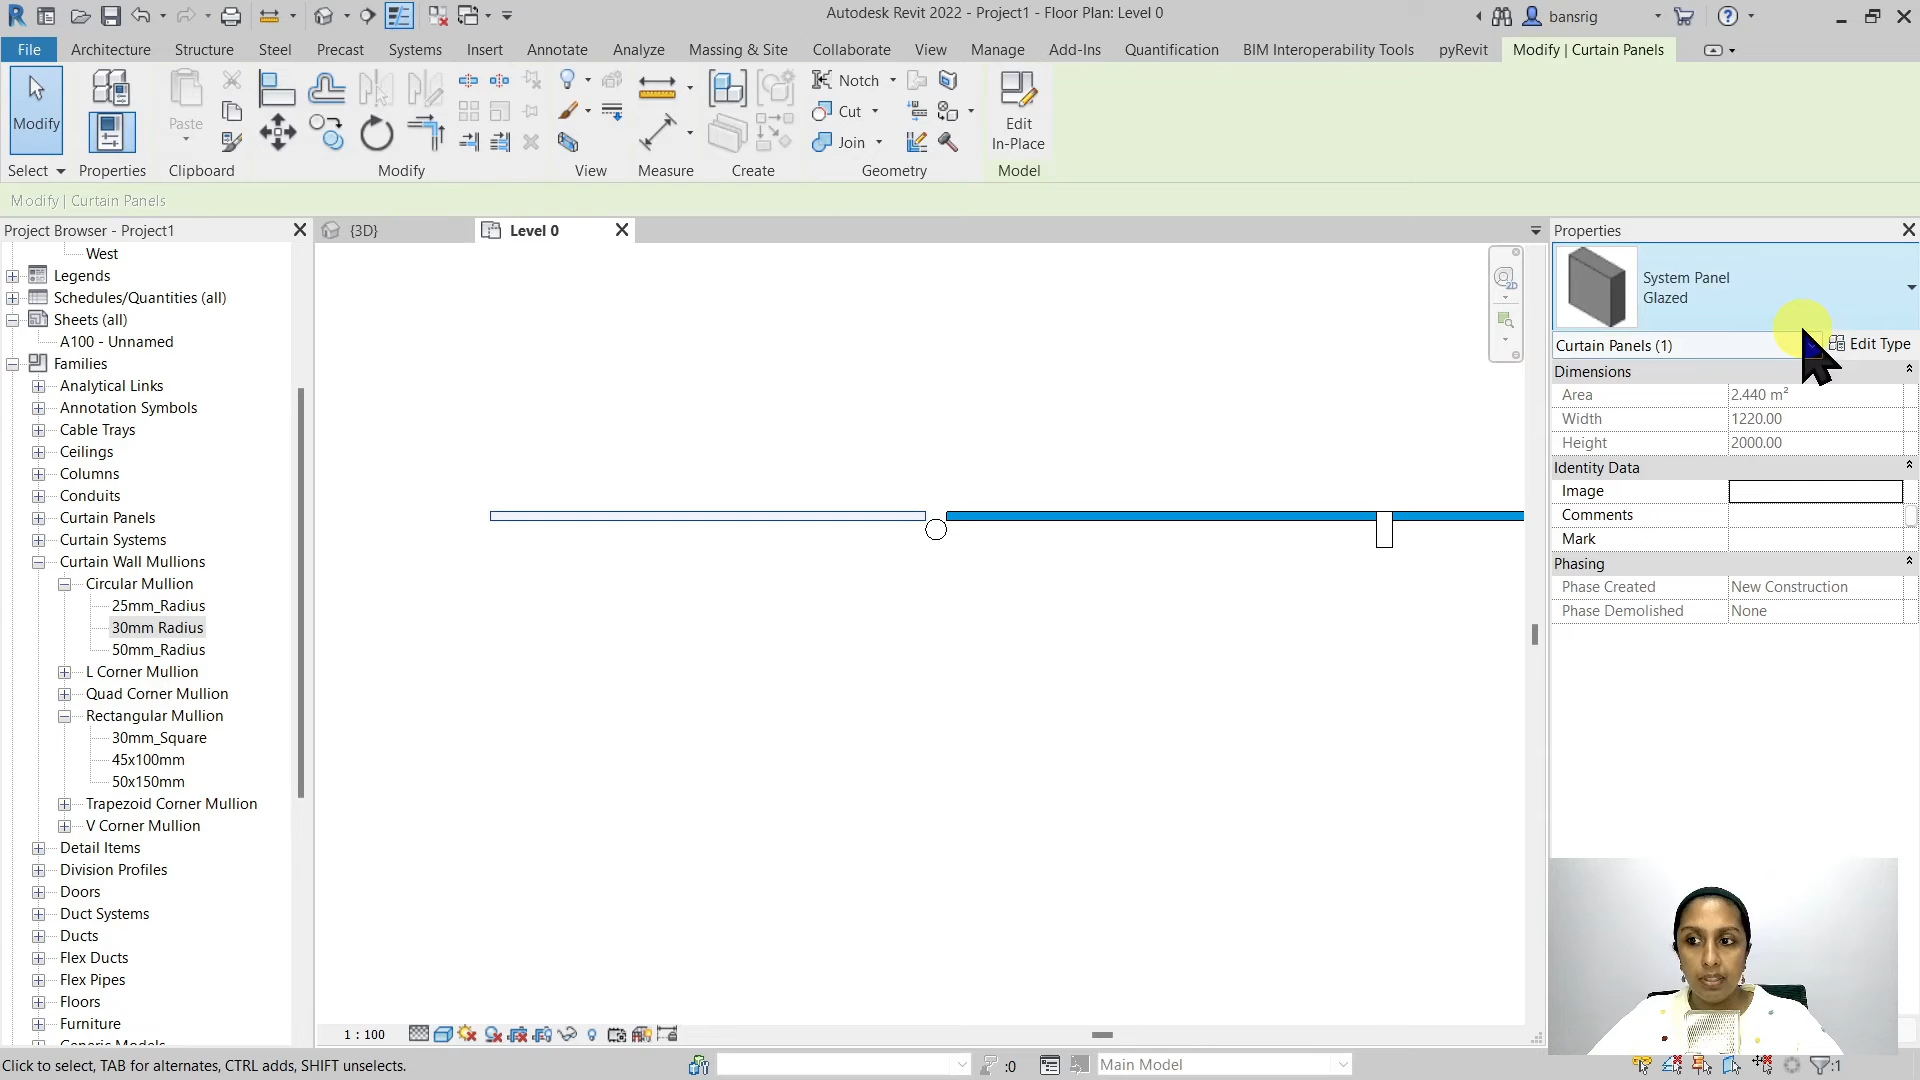 Autodesk Revit 2022 - Project1 - Floor Plan: Level 0
bansrig
File Architecture Structure Steel Precast Systems Insert Annotate Analyze Massing & Site Collaborate View Manage Add-Ins Quantification BIM Interoperability Tools pyRevit Modify | Curtain Panels
Modify
Paste
Notch
Cut
Join
Edit
In-Place
Select Properties Clipboard Modify View Measure Create Geometry Model
Modify | Curtain Panels
Project Browser - Project1
West
Legends
Schedules/Quantities (all)
Sheets (all)
A100 - Unnamed
Families
Analytical Links
Annotation Symbols
Cable Trays
Ceilings
Columns
Conduits
Curtain Panels
Curtain Systems
Curtain Wall Mullions
Circular Mullion
25mm_Radius
30mm Radius
50mm_Radius
L Corner Mullion
Quad Corner Mullion
Rectangular Mullion
30mm_Square
45x100mm
50x150mm
Trapezoid Corner Mullion
V Corner Mullion
Detail Items
Division Profiles
Doors
Duct Systems
Ducts
Flex Ducts
Flex Pipes
Floors
Furniture
Generic Models
{3D}
Level 0
2D
1 : 100
Properties
System Panel
Glazed
Curtain Panels (1)
Edit Type
Dimensions
Area 2.440 m²
Width 1220.00
Height 2000.00
Identity Data
Image
Comments
Mark
Phasing
Phase Created New Construction
Phase Demolished None
Click to select, TAB for alternates, CTRL adds, SHIFT unselects.
:0
Main Model
:1